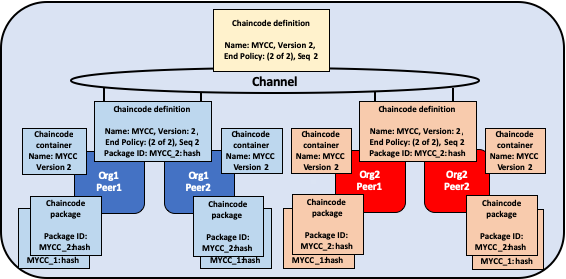 Chaincode definition
Name: MYCC, Version 2,
End Policy: (2 of 2), Seq 2
Channel
Chaincode definition
Name: MYCC, Version: 2,
End Policy: (2 of 2), Seq 2
Package ID: MYCC_2:hash
Chaincode definition
Name: MYCC, Version: 2,
End Policy: (2 of 2), Seq 2
Package ID: MYCC_2:hash
Chaincode
container
Name: MYCC
Version 2
Chaincode
container
Name: MYCC
Version 2
Chaincode
container
Name: MYCC
Version 2
Chaincode
container
Name: MYCC
Version 2
Org1
Peer1
Org1
Peer2
Org2
Peer1
Org2
Peer2
Chaincode
package
Package ID:
MYCC_2:hash
MYCC_1:hash
Chaincode
package
Package ID:
MYCC_2:hash
MYCC_1:hash
Chaincode
package
Package ID:
MYCC_2:hash
MYCC_1:hash
Chaincode
package
Package ID:
MYCC_2:hash
MYCC_1:hash